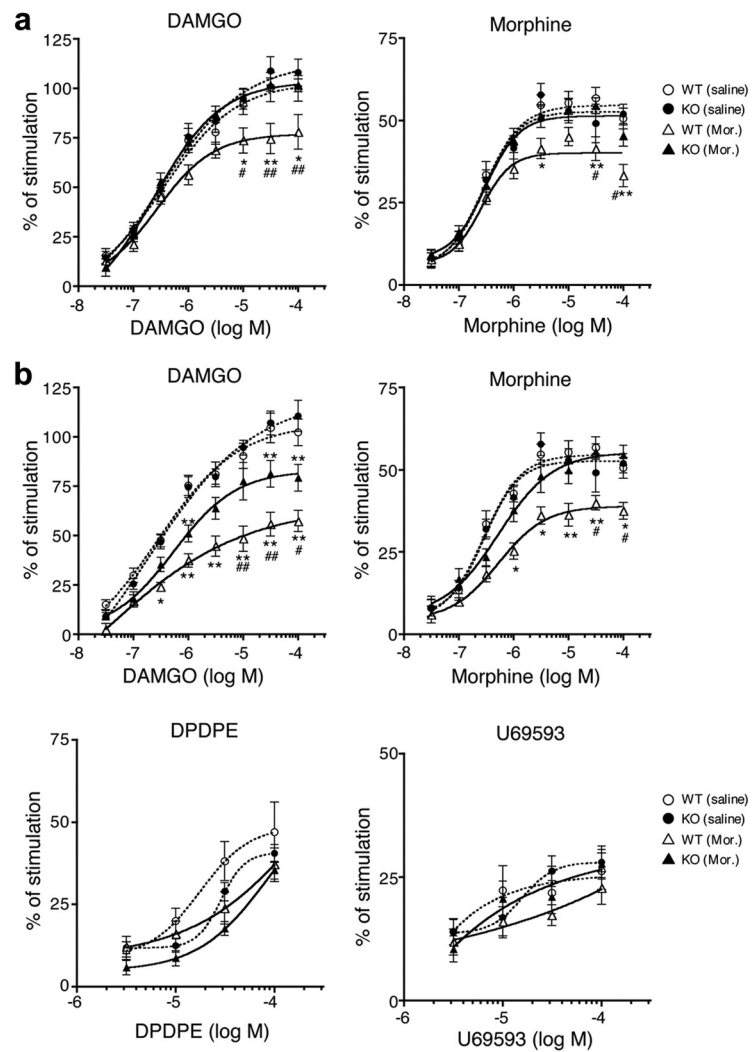 a
DAMGO
Morphine
% of stimulation
125
100
75
50
25
0
-8
-7
-6
-5
-4
DAMGO (log M)
*
#
**
##
*
##
% of stimulation
75
50
25
0
-8
-7
-6
-5
-4
Morphine (log M)
*
**
#
#**
WT (saline)
KO (saline)
WT (Mor.)
KO (Mor.)
b
DAMGO
Morphine
% of stimulation
125
100
75
50
25
0
-8
-7
-6
-5
-4
DAMGO (log M)
**
**
**
*
**
**
**
##
**
##
**
#
% of stimulation
75
50
25
0
-8
-7
-6
-5
-4
Morphine (log M)
*
*
**
**
#
*
#
DPDPE
U69593
% of stimulation
75
50
25
0
-6
-5
-4
DPDPE (log M)
% of stimulation
50
25
0
-6
-5
-4
U69593 (log M)
WT (saline)
KO (saline)
WT (Mor.)
KO (Mor.)